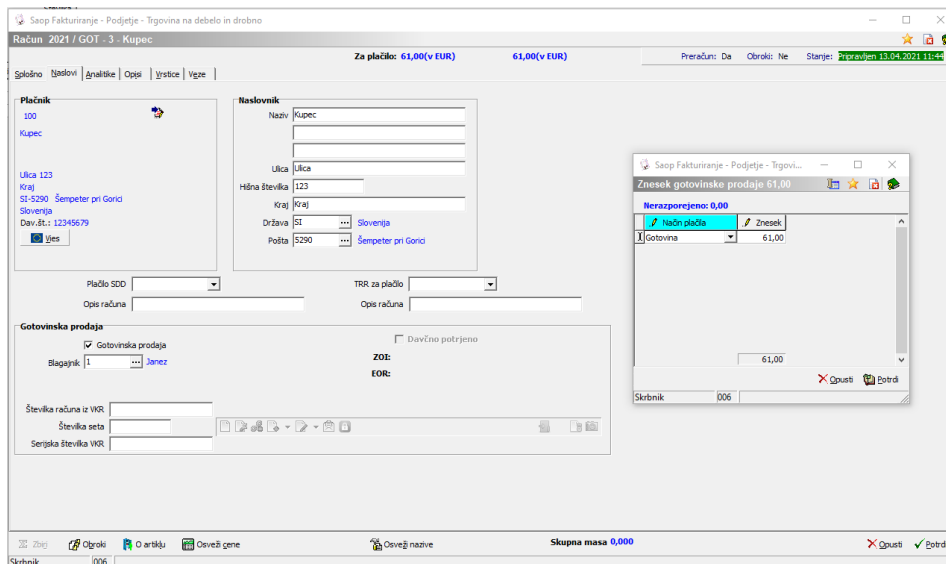 Saop Fakturiranje - Podjetje - Trgovina na debelo in drobno
Račun 2021 / GOT - 3 - Kupec
Za plačilo: 61,00(v EUR) 61,00(v EUR) Preračun: Da Obroki: Ne Stanje: Pripravljen 13.04.2021 11:44
Splošno Naslovi Analitike Opisi Vrstice Veze
Plačnik
100
Kupec
Ulica 123
Kraj
SI-5290 Šempeter pri Gorici
Slovenija
Dav.št.: 12345679
Vies
Naslovnik
Naziv Kupec
Ulica Ulica
Hišna številka 123
Kraj Kraj
Država SI ... Slovenija
Pošta 5290 ... Šempeter pri Gorici
Plačilo SDD TRR za plačilo
Opis računa Opis računa
Gotovinska prodaja
Gotovinska prodaja Davčno potrjeno
Blagajnik 1 ... Janez ZOI:
EOR:
Številka računa iz VKR
Številka seta
Serijska številka VKR
Saop Fakturiranje - Podjetje - Trgovi...
Znesek gotovinske prodaje 61,00
Nerazporejeno: 0,00
Način plačila Znesek
Gotovina 61,00
61,00
Opusti Potrdi
Skrbnik 006
Zbiri Obroki O artiklu Osveži cene Osveži nazive Skupna masa 0,000 Opusti Potrdi
Skrbnik 006